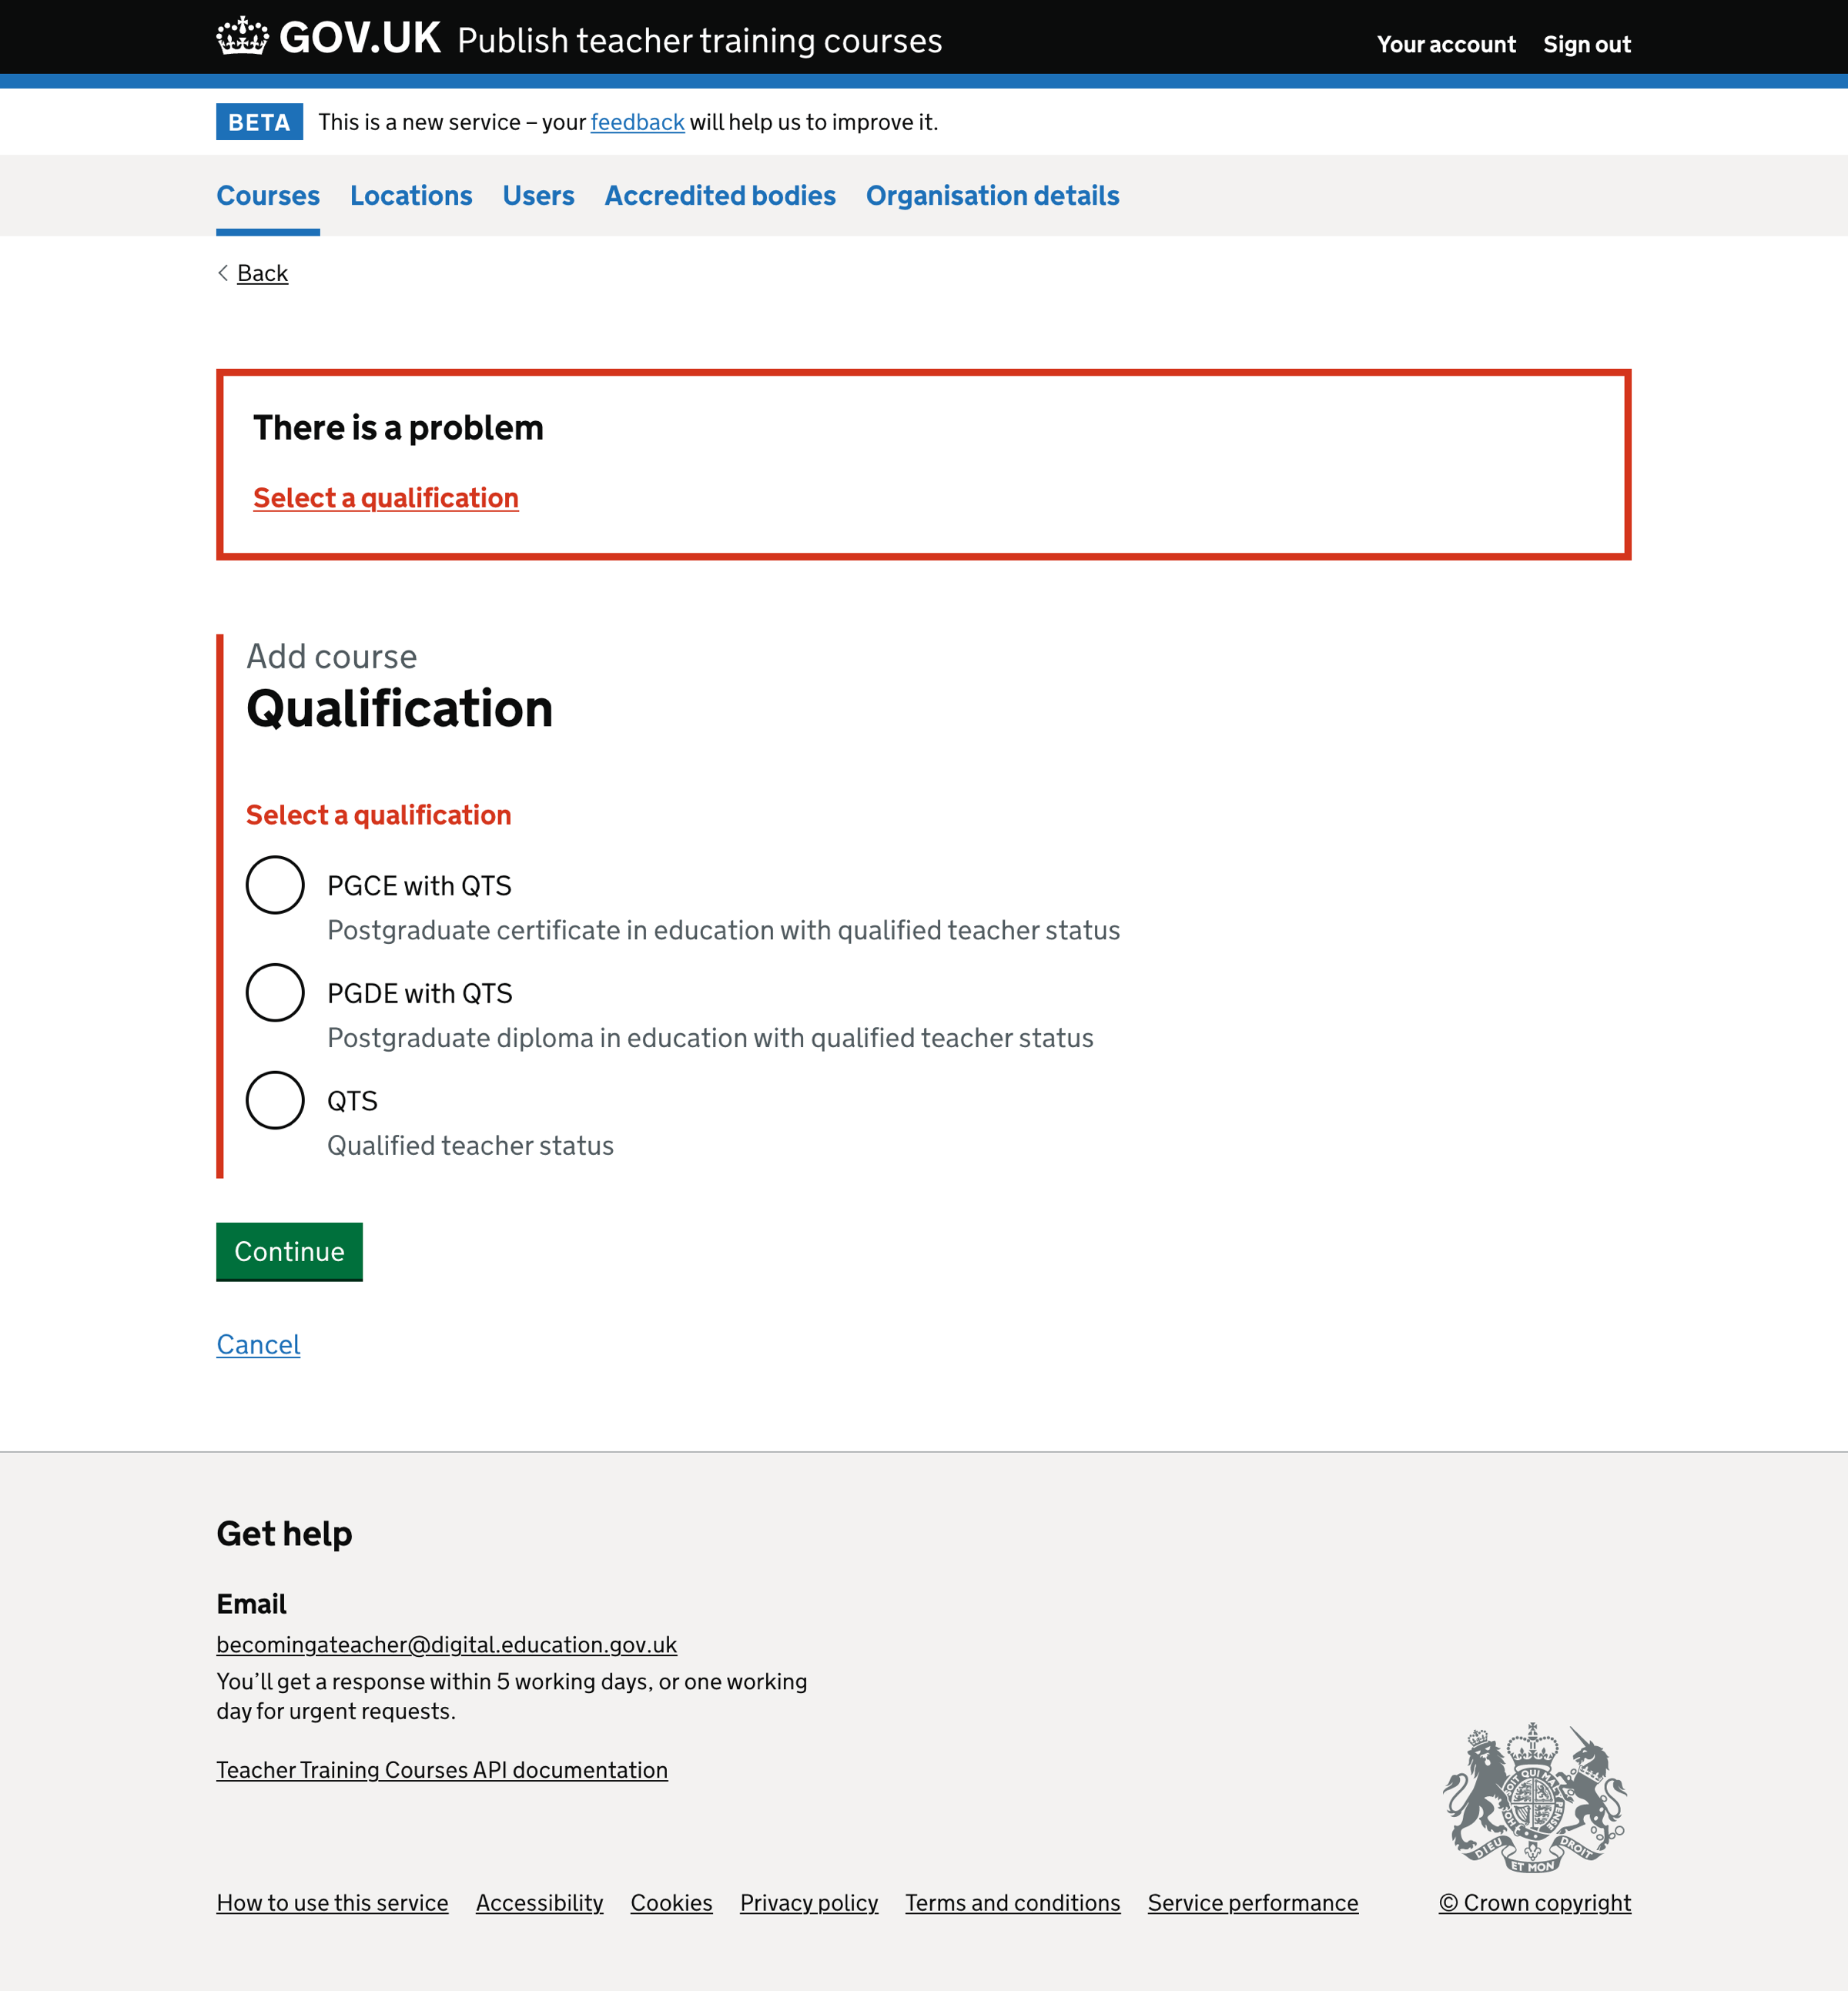 GOV.UK Publish teacher training courses
Your account Sign out
BETA This is a new service – your feedback will help us to improve it.
Courses Locations Users Accredited bodies Organisation details
Back
There is a problem
Select a qualification
Add course
Qualification
Select a qualification
PGCE with QTS
Postgraduate certificate in education with qualified teacher status
PGDE with QTS
Postgraduate diploma in education with qualified teacher status
QTS
Qualified teacher status
Continue
Cancel
Get help
Email
becomingateacher@digital.education.gov.uk
You’ll get a response within 5 working days, or one working
day for urgent requests.
Teacher Training Courses API documentation
DIEU ET MON DROIT
How to use this service Accessibility Cookies Privacy policy Terms and conditions Service performance
© Crown copyright